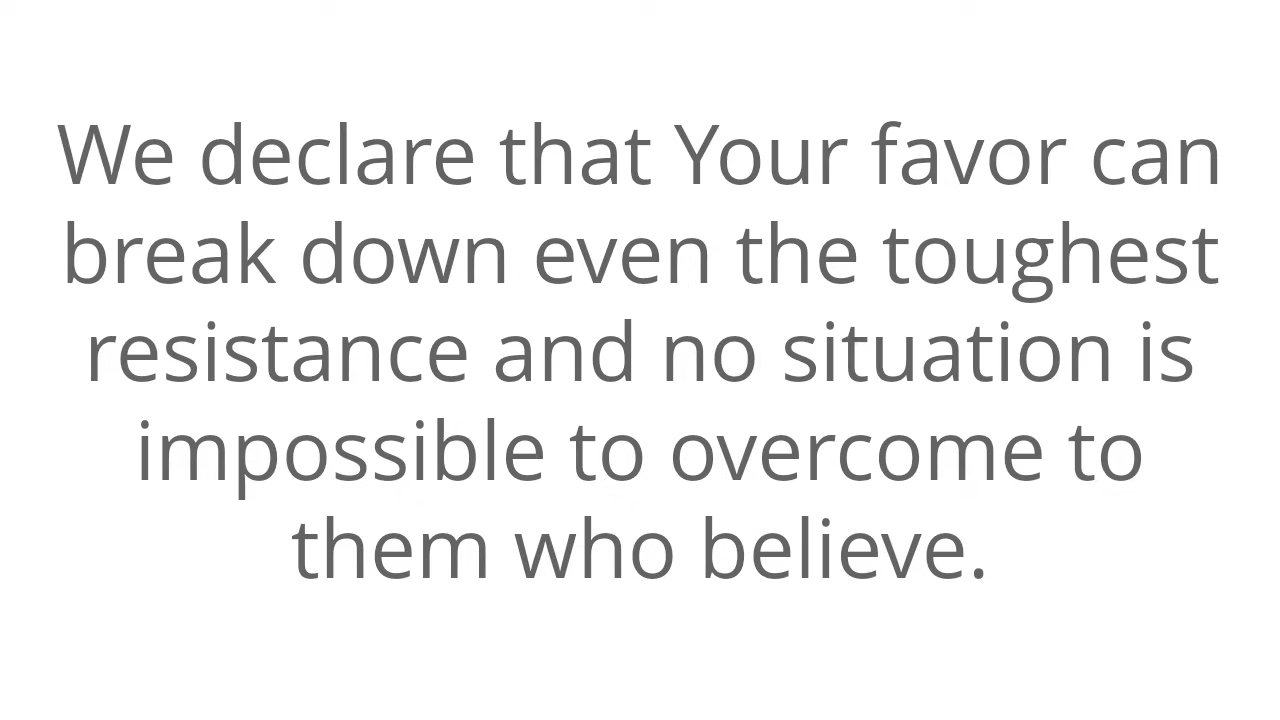 We declare that Your favor can
break down even the toughest
resistance and no situation is
impossible to overcome to
them who believe.